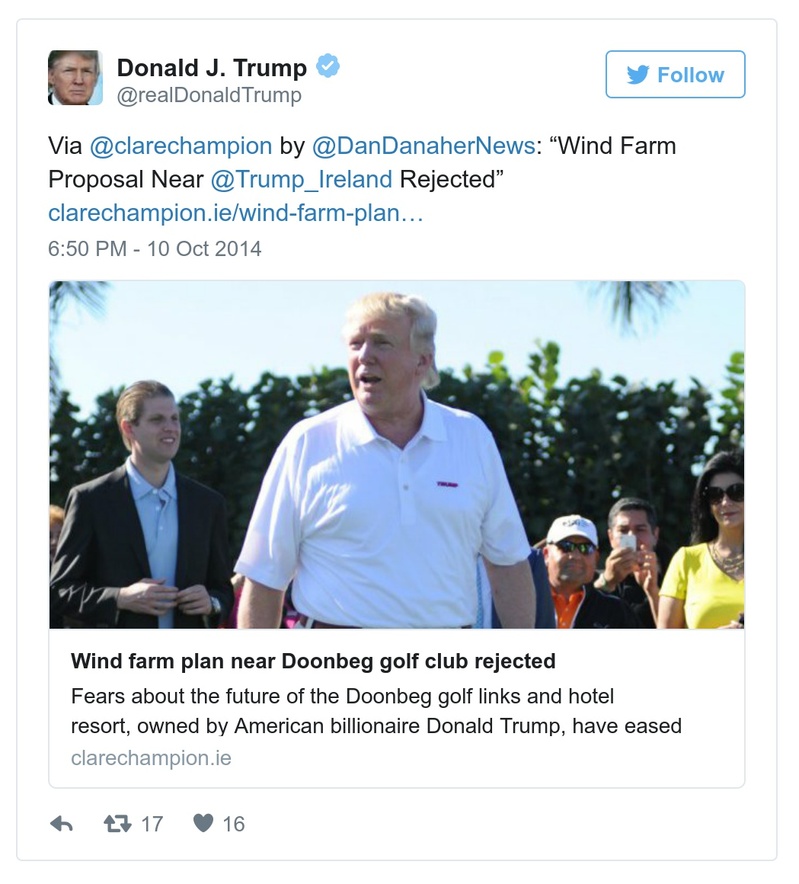 Donald J. Trump
@realDonaldTrump
Follow
Via @clarechampion by @DanDanaherNews: “Wind Farm
Proposal Near @Trump_Ireland Rejected”
clarechampion.ie/wind-farm-plan…
6:50 PM - 10 Oct 2014
TRUMP
Wind farm plan near Doonbeg golf club rejected
Fears about the future of the Doonbeg golf links and hotel
resort, owned by American billionaire Donald Trump, have eased
clarechampion.ie
17 16